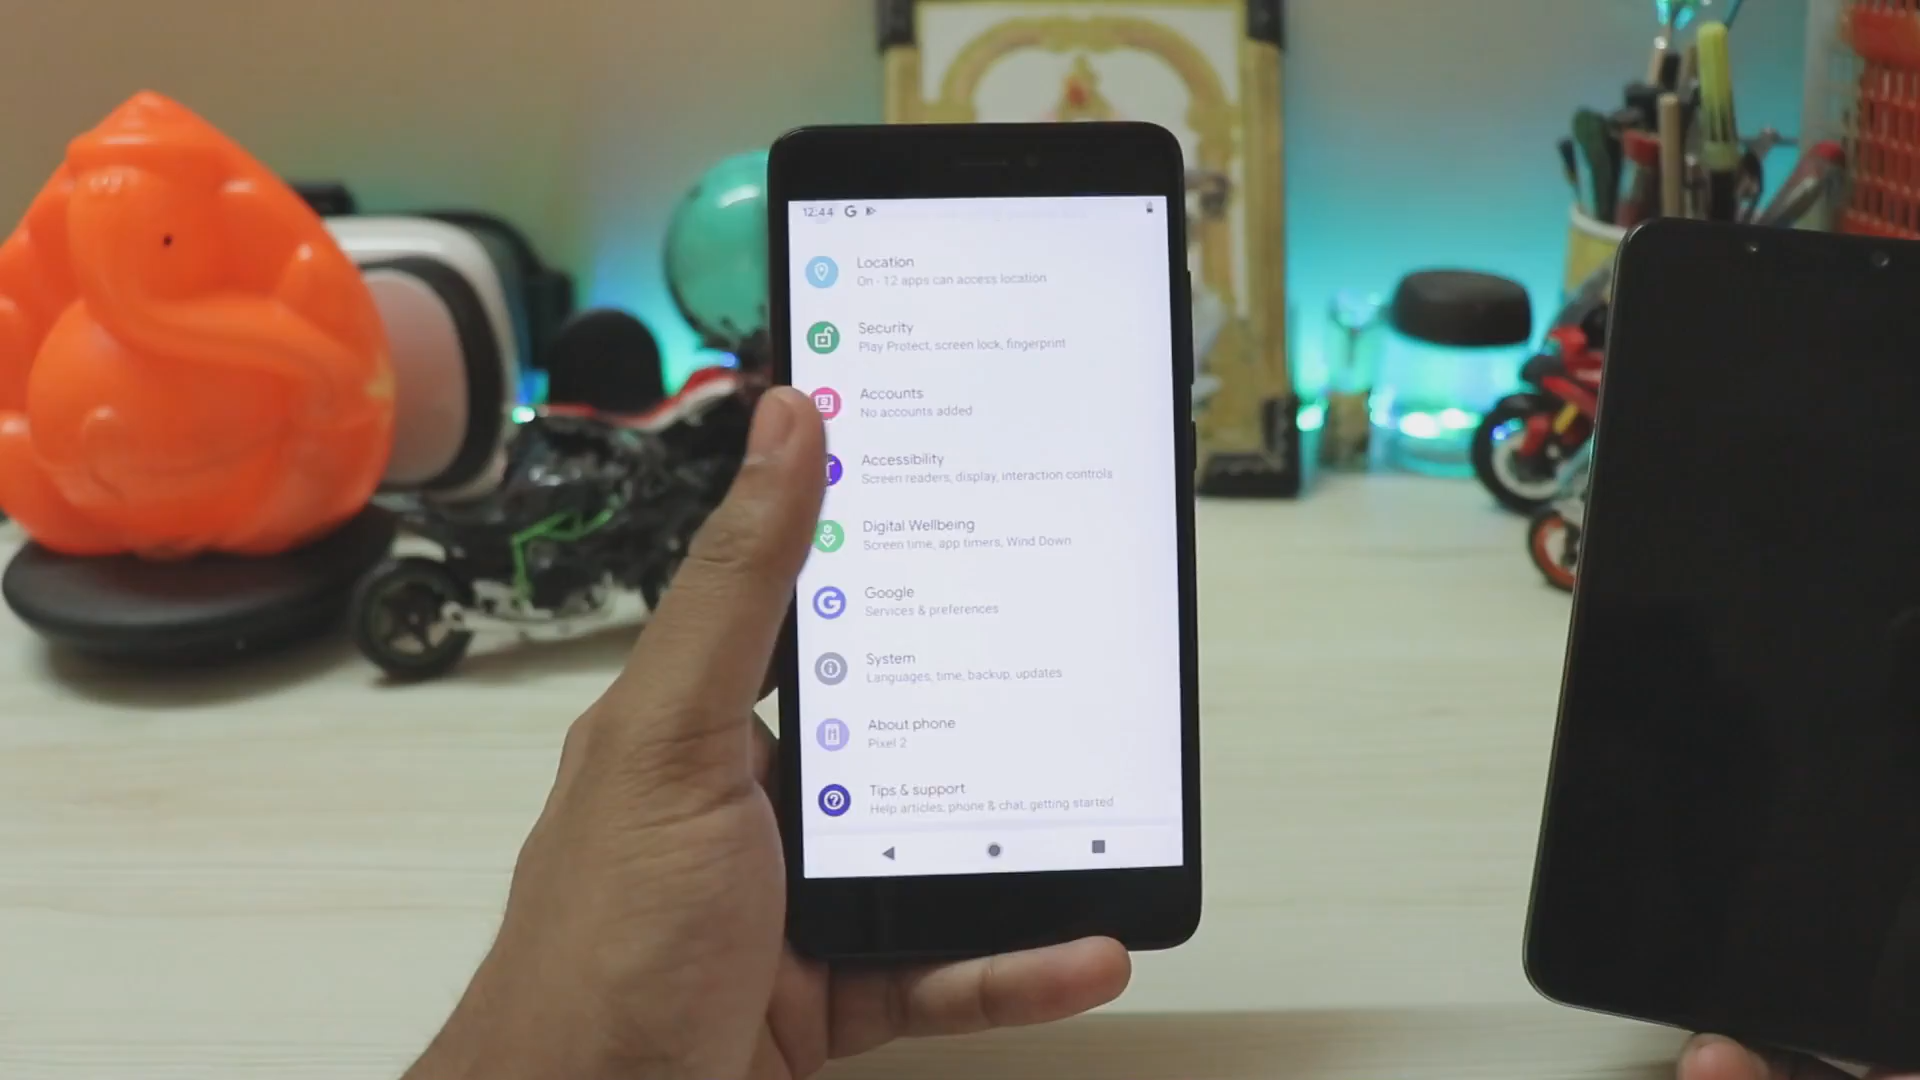 12:44
Location
On - 12 apps can access location
Security
Play Protect, screen lock, fingerprint
Accounts
No accounts added
Accessibility
Screen readers, display, interaction controls
Digital Wellbeing
Screen time, app timers, Wind Down
Google
Services & preferences
System
Languages, time, backup, updates
About phone
Pixel 2
Tips & support
Help articles, phone & chat, getting started